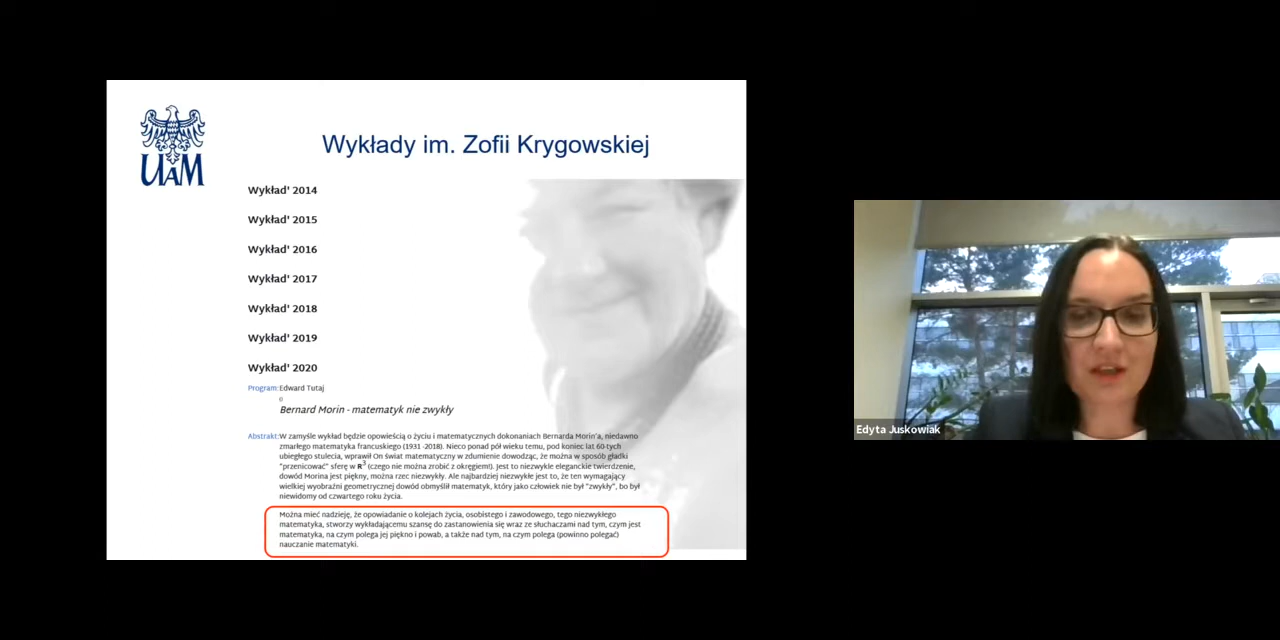 UAM
Wykłady im. Zofii Krygowskiej
Wykład' 2014
Wykład' 2015
Wykład' 2016
Wykład' 2017
Wykład' 2018
Wykład' 2019
Wykład' 2020
Program: Edward Tutaj
o
Bernard Morin - matematyk nie zwykły
Abstrakt: W zamyśle wykład będzie opowieścią o życiu i matematycznych dokonaniach Bernarda Morin'a, niedawno
zmarłego matematyka francuskiego (1931 -2018). Nieco ponad pół wieku temu, pod koniec lat 60-tych
ubiegłego stulecia, wprawił On świat matematyczny w zdumienie dowodząc, że można w sposób gładki
"przenicować" sferę w R³ (czego nie można zrobić z okręgiem!). Jest to niezwykle eleganckie twierdzenie,
dowód Morina jest piękny, można rzec niezwykły. Ale najbardziej niezwykłe jest to, że ten wymagający
wielkiej wyobraźni geometrycznej dowód obmyślił matematyk, który jako człowiek nie był "zwykły", bo był
niewidomy od czwartego roku życia.
Można mieć nadzieję, że opowiadanie o kolejach życia, osobistego i zawodowego, tego niezwykłego
matematyka, stworzy wykładającemu szansę do zastanowienia się wraz ze słuchaczami nad tym, czym jest
matematyka, na czym polega jej piękno i powab, a także nad tym, na czym polega (powinno polegać)
nauczanie matematyki.
Edyta Juskowiak